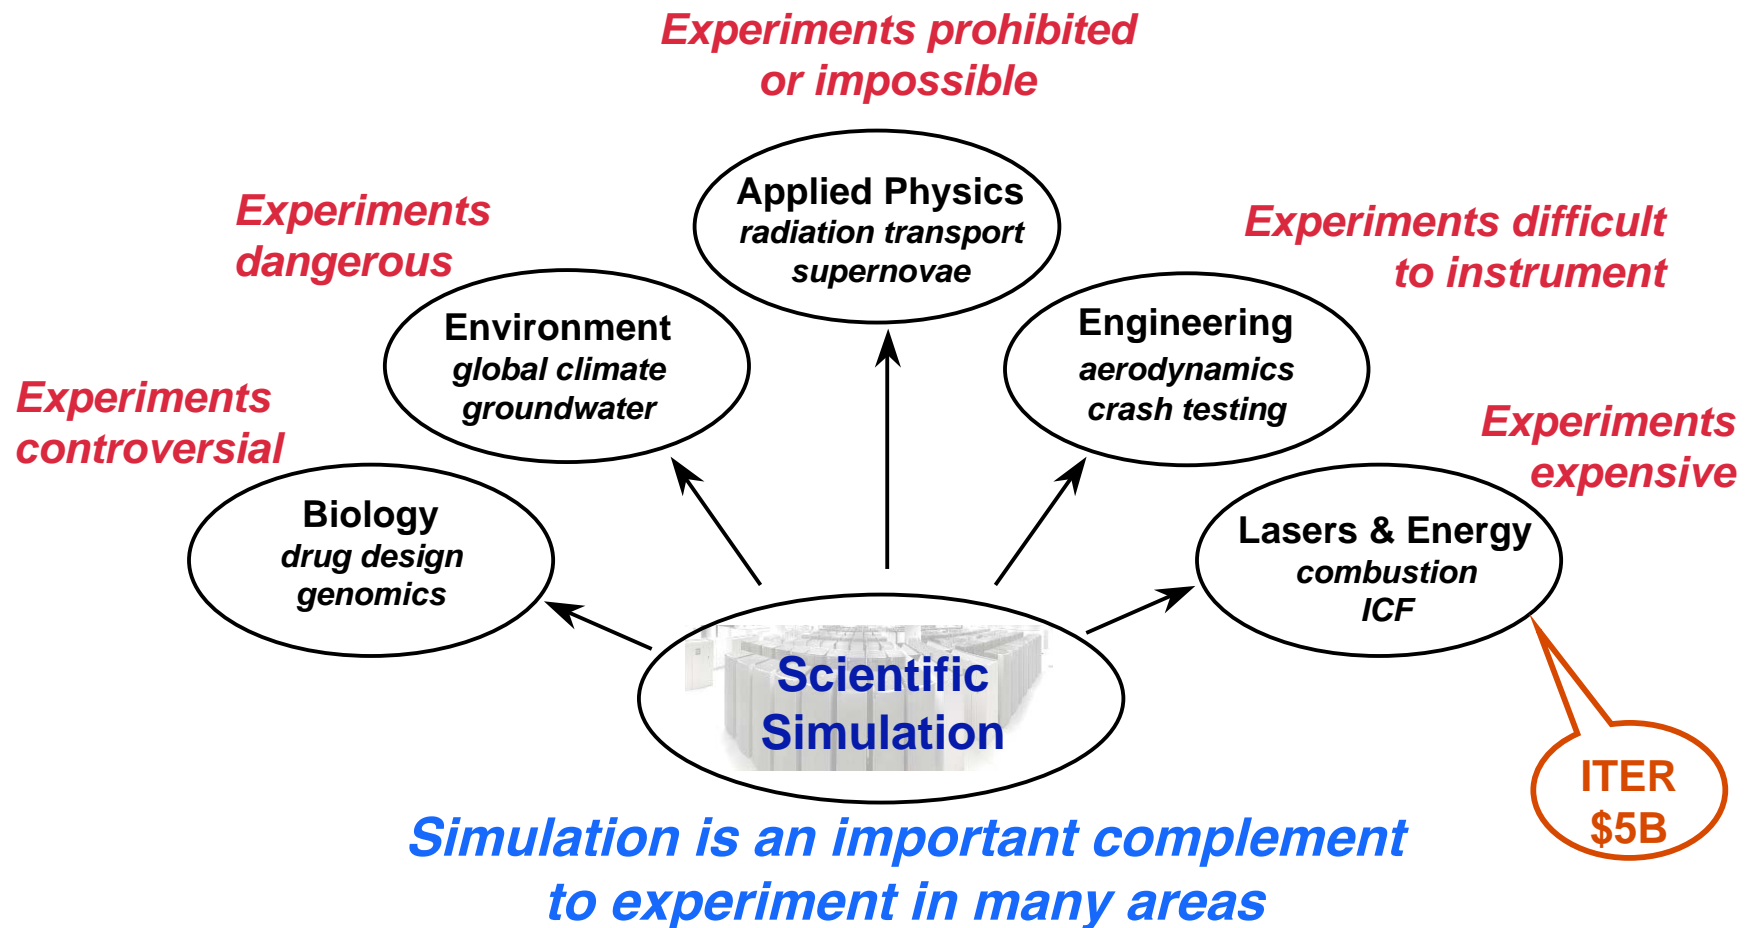 Experiments prohibited
or impossible
Experiments
dangerous
Applied Physics
radiation transport
supernovae
Experiments difficult
to instrument
Environment
global climate
groundwater
Engineering
aerodynamics
crash testing
Experiments
controversial
Experiments
expensive
Biology
drug design
genomics
Lasers & Energy
combustion
ICF
Scientific
Simulation
ITER
$5B
Simulation is an important complement
to experiment in many areas